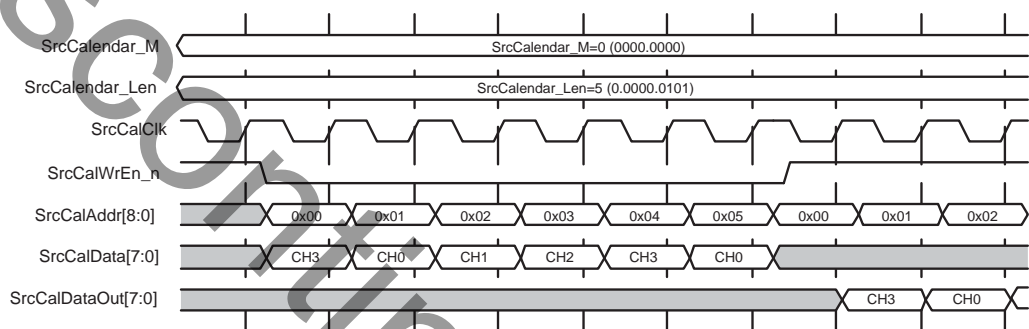 SrcCalendar_M
SrcCalendar_M=0 (0000.0000)
SrcCalendar_Len
SrcCalendar_Len=5 (0.0000.0101)
SrcCalClk
SrcCalWrEn_n
SrcCalAddr[8:0] 0x00 0x01 0x02 0x03 0x04 0x05 0x00 0x01 0x02
SrcCalData[7:0] CH3 CH0 CH1 CH2 CH3 CH0
SrcCalDataOut[7:0] CH3 CH0